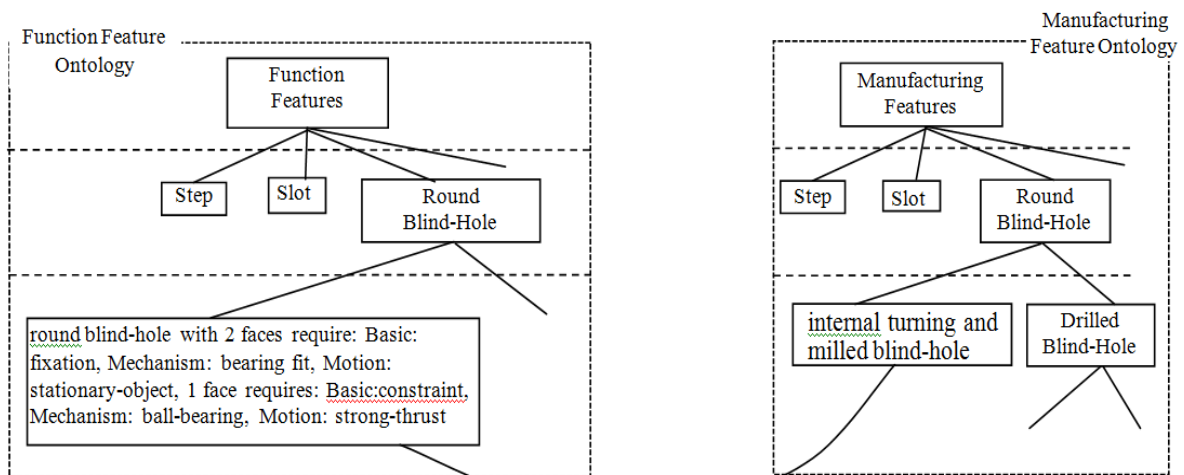 Function Feature
Ontology
Function
Features
Step
Slot
Round
Blind-Hole
round blind-hole with 2 faces require: Basic:
fixation, Mechanism: bearing fit, Motion:
stationary-object, 1 face requires: Basic:constraint,
Mechanism: ball-bearing, Motion: strong-thrust
Manufacturing
Feature Ontology
Manufacturing
Features
Step
Slot
Round
Blind-Hole
internal turning and
milled blind-hole
Drilled
Blind-Hole